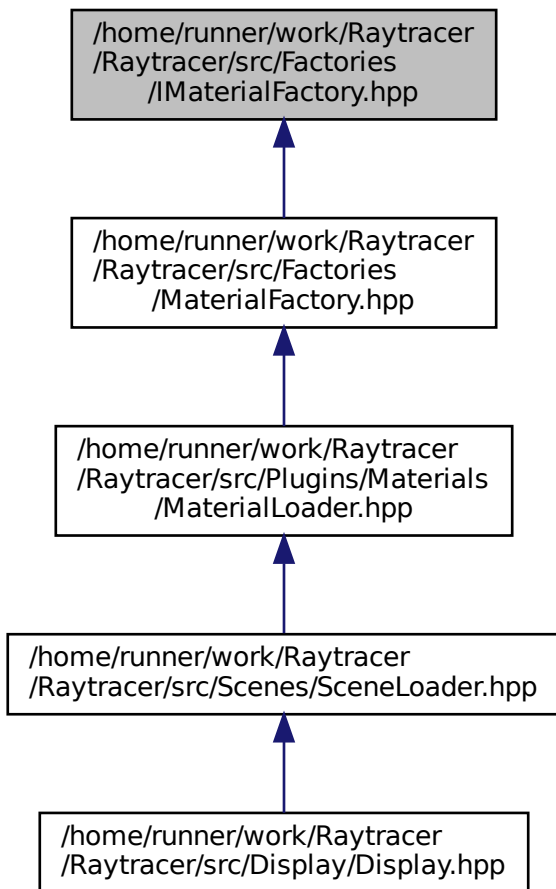 /home/runner/work/Raytracer
/Raytracer/src/Factories
/IMaterialFactory.hpp
/home/runner/work/Raytracer
/Raytracer/src/Factories
/MaterialFactory.hpp
/home/runner/work/Raytracer
/Raytracer/src/Plugins/Materials
/MaterialLoader.hpp
/home/runner/work/Raytracer
/Raytracer/src/Scenes/SceneLoader.hpp
/home/runner/work/Raytracer
/Raytracer/src/Display/Display.hpp